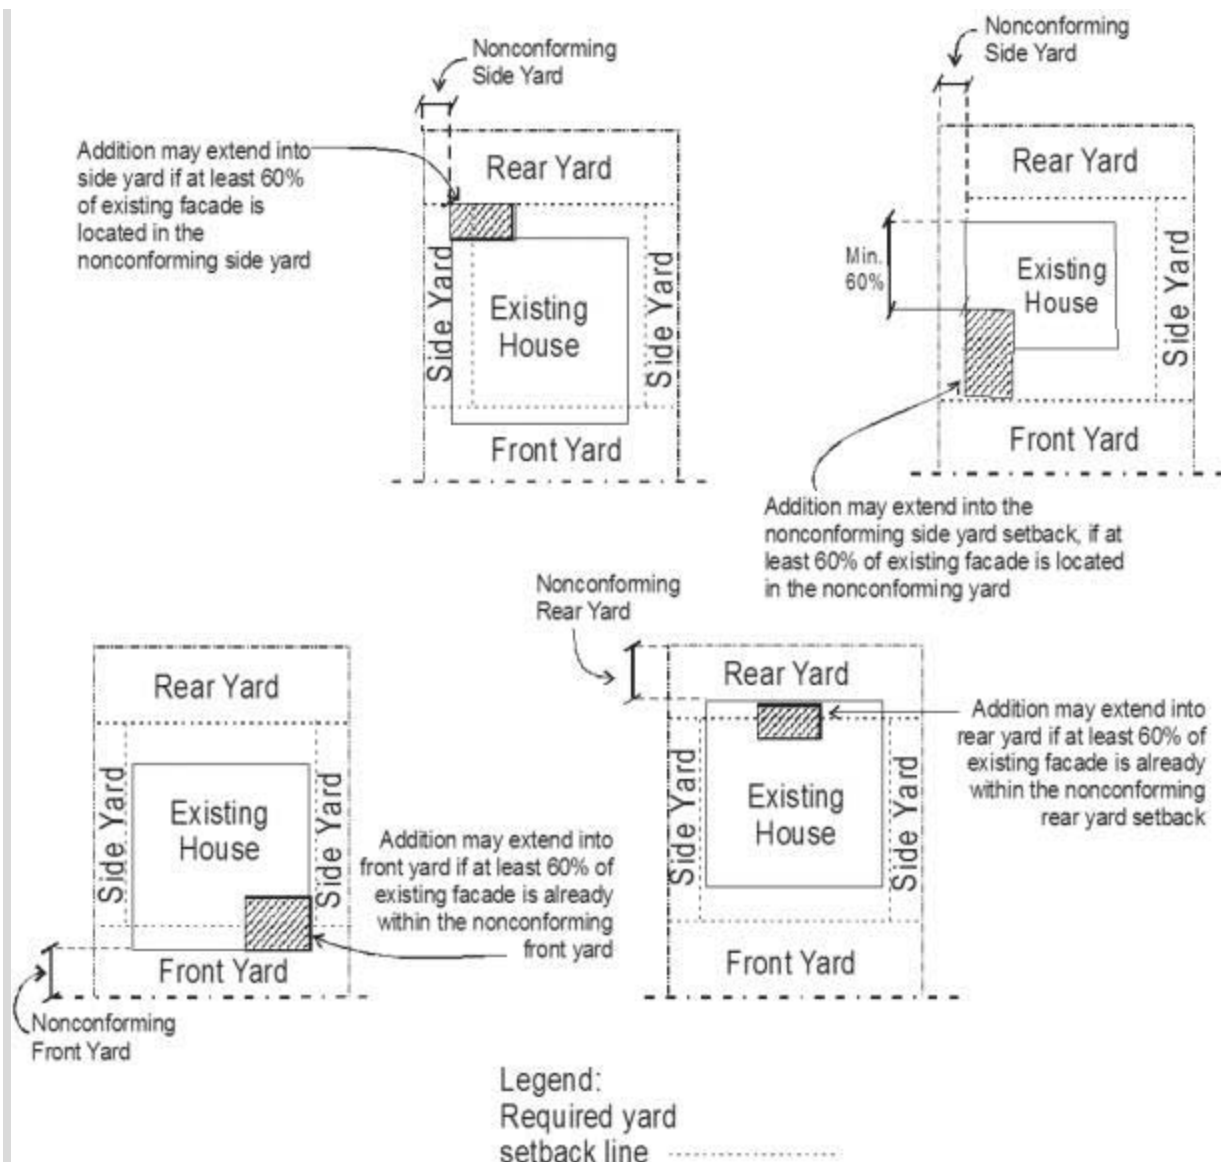 Nonconforming
Side Yard
Addition may extend into
side yard if at least 60%
of existing facade is
located in the
nonconforming side yard
Rear Yard
Side Yard
Existing
House
Side Yard
Front Yard
Nonconforming
Side Yard
Rear Yard
Min.
60%
Existing
House
Side Yard
Front Yard
Addition may extend into the
nonconforming side yard setback, if at
least 60% of existing facade is located
in the nonconforming yard
Rear Yard
Side Yard
Existing
House
Side Yard
Front Yard
Addition may extend into
front yard if at least 60% of
existing facade is already
within the nonconforming
front yard
Nonconforming
Front Yard
Nonconforming
Rear Yard
Rear Yard
Side Yard
Existing
House
Side Yard
Front Yard
Addition may extend into
rear yard if at least 60% of
existing facade is already
within the nonconforming
rear yard setback
Legend:
Required yard
setback line